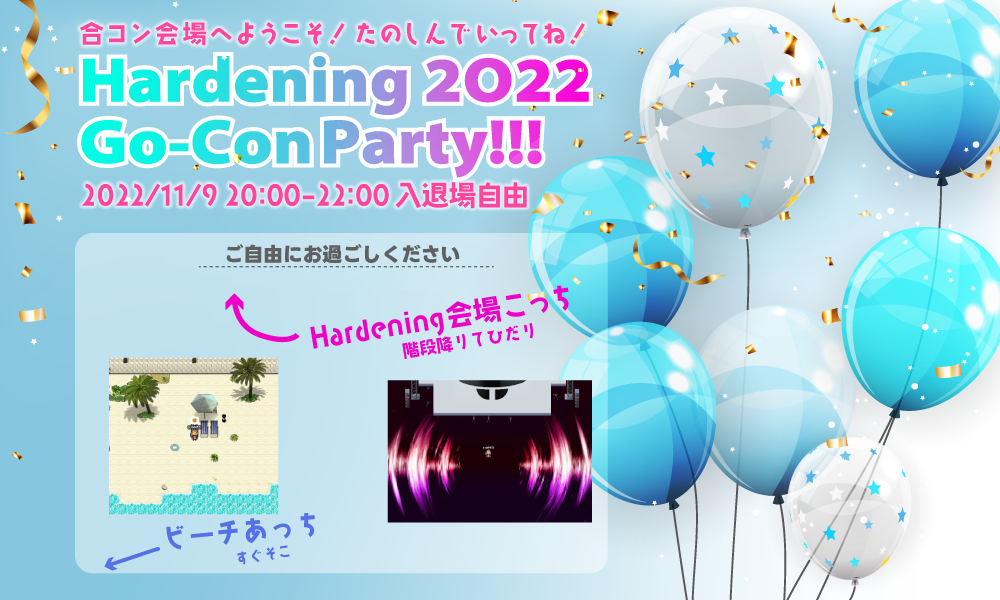 合コン会場へようこそ！たのしんでいってね！
Hardening 2022
Go-Con Party!!!
2022/11/9 20:00-22:00 入退場自由
ご自由にお過ごしください
Hardening会場こっち
階段降りてひだり
ビーチあっち
すぐそこ